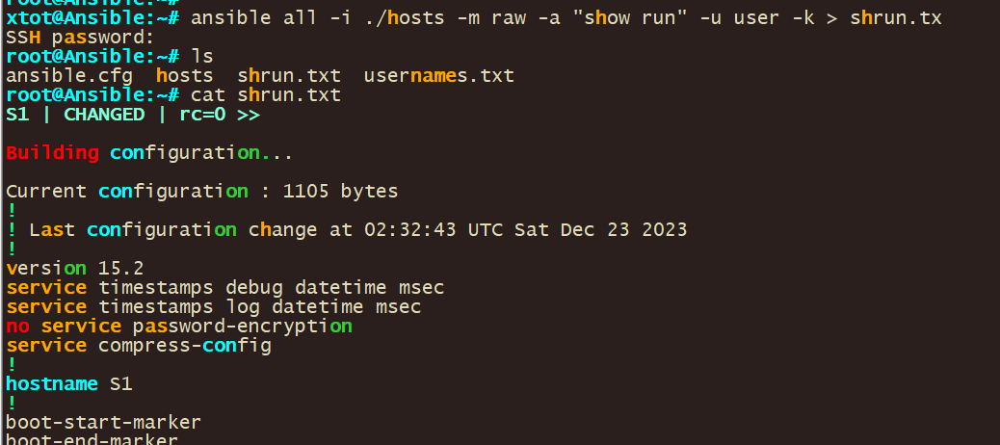 root@Ansible:~#
xtot@Ansible:~# ansible all -i ./hosts -m raw -a "show run" -u user -k > shrun.tx
SSH password:
root@Ansible:~# ls
ansible.cfg  hosts  shrun.txt  usernames.txt
root@Ansible:~# cat shrun.txt
S1 | CHANGED | rc=0 >>
Building configuration...
Current configuration : 1105 bytes
!
! Last configuration change at 02:32:43 UTC Sat Dec 23 2023
!
version 15.2
service timestamps debug datetime msec
service timestamps log datetime msec
no service password-encryption
service compress-config
!
hostname S1
!
boot-start-marker
boot-end-marker